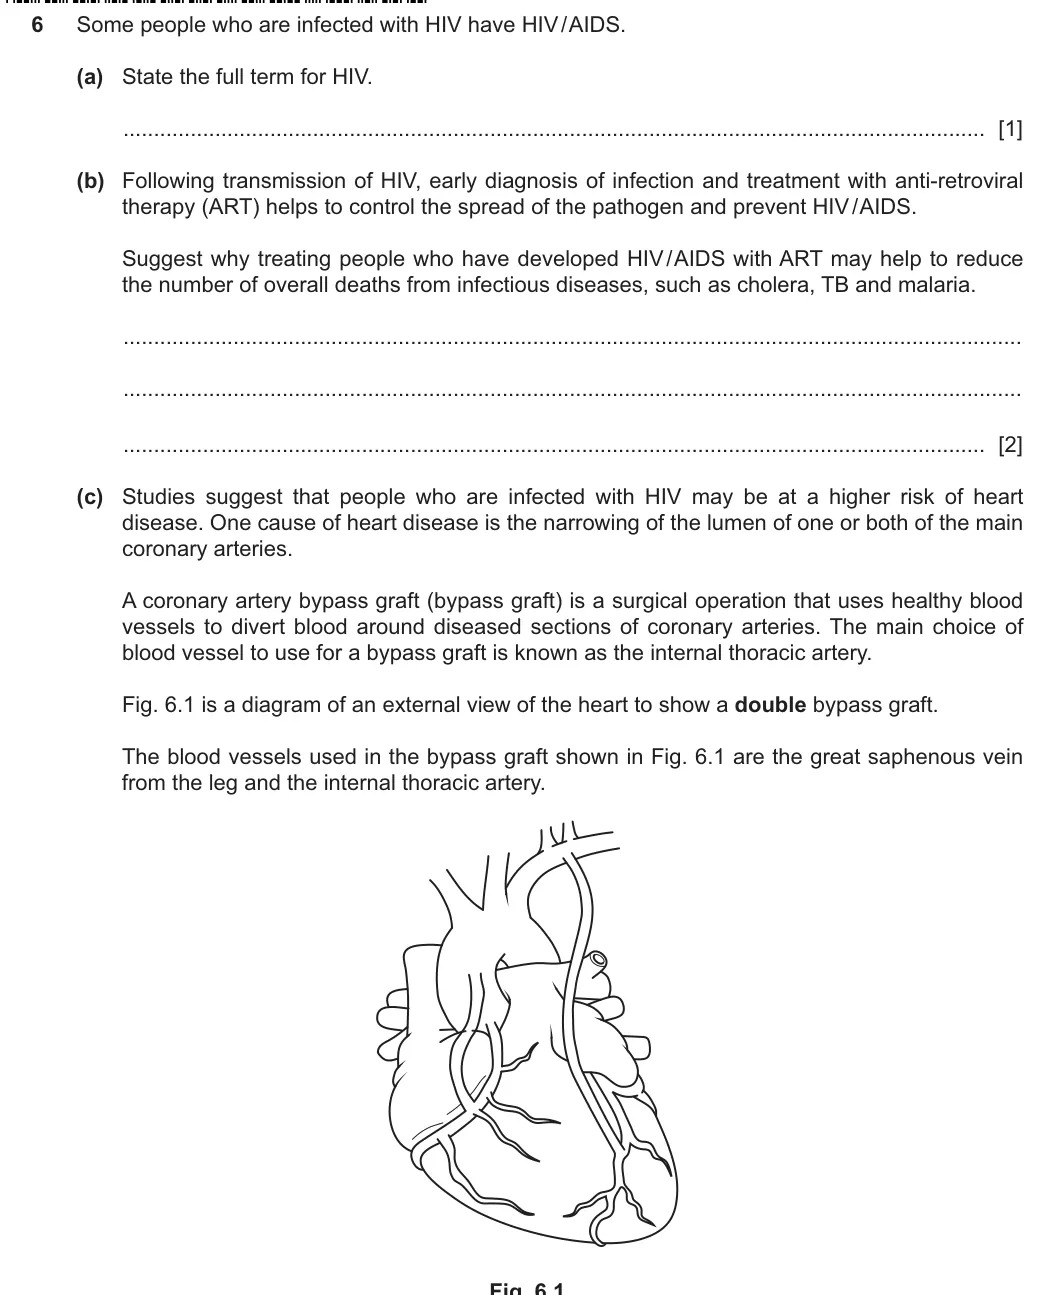 6 Some people who are infected with HIV have HIV/AIDS.
(a) State the full term for HIV.
[1]
(b) Following transmission of HIV, early diagnosis of infection and treatment with anti-retroviral
therapy (ART) helps to control the spread of the pathogen and prevent HIV/AIDS.
Suggest why treating people who have developed HIV/AIDS with ART may help to reduce
the number of overall deaths from infectious diseases, such as cholera, TB and malaria.
[2]
(c) Studies suggest that people who are infected with HIV may be at a higher risk of heart
disease. One cause of heart disease is the narrowing of the lumen of one or both of the main
coronary arteries.
A coronary artery bypass graft (bypass graft) is a surgical operation that uses healthy blood
vessels to divert blood around diseased sections of coronary arteries. The main choice of
blood vessel to use for a bypass graft is known as the internal thoracic artery.
Fig. 6.1 is a diagram of an external view of the heart to show a double bypass graft.
The blood vessels used in the bypass graft shown in Fig. 6.1 are the great saphenous vein
from the leg and the internal thoracic artery.
Fig. 6.1